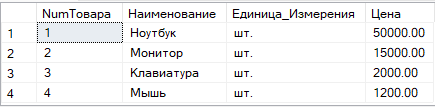 NumТовара Наименование Единица_Измерения Цена
1 1 Ноутбук шт. 50000.00
2 2 Монитор шт. 15000.00
3 3 Клавиатура шт. 2000.00
4 4 Мышь шт. 1200.00